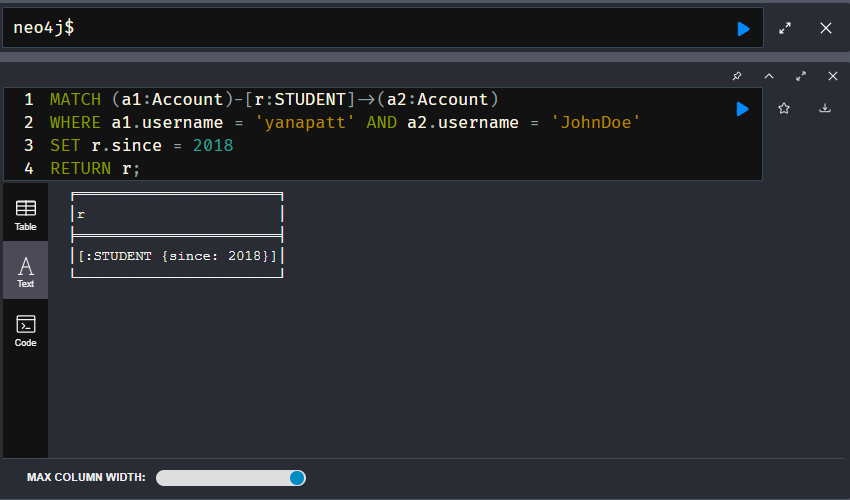 neo4j$
1 MATCH (a1:Account)-[r:STUDENT]->(a2:Account)
2 WHERE a1.username = 'yanapatt' AND a2.username = 'JohnDoe'
3 SET r.since = 2018
4 RETURN r;
Table
Text
Code
r
[:STUDENT {since: 2018}]
MAX COLUMN WIDTH: